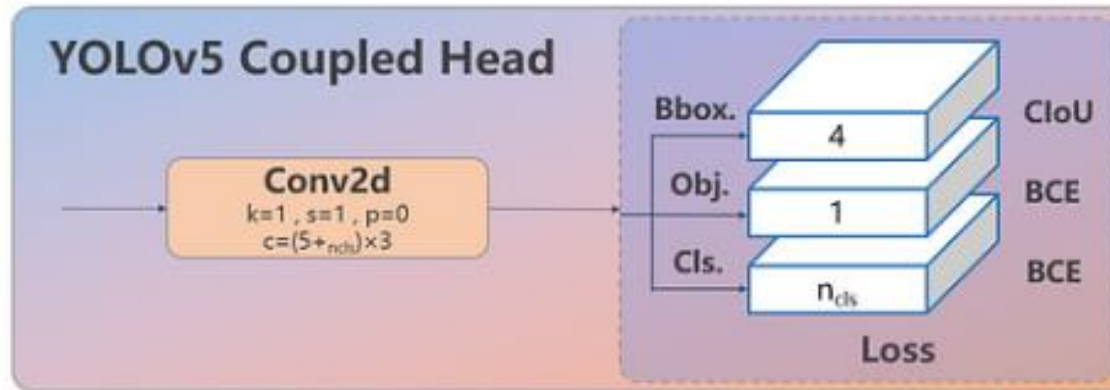 YOLOv5 Coupled Head
Conv2d
k=1 , s=1 , p=0
c=(5+ncls)×3
Bbox.
4
CIoU
Obj.
1
BCE
Cls.
ncls
BCE
Loss